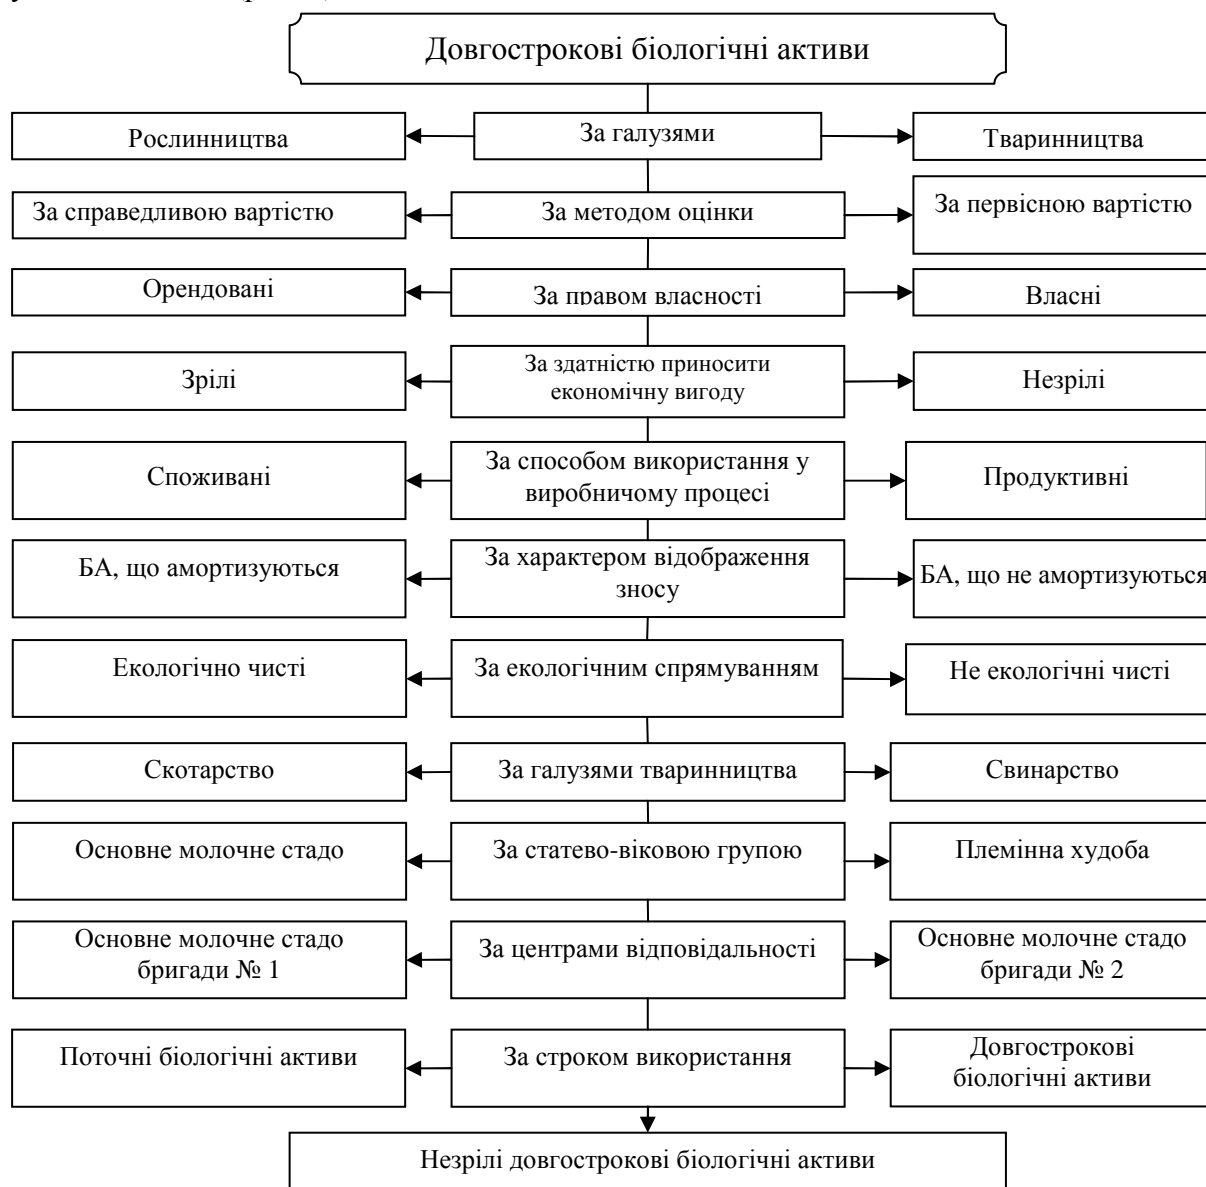 Довгострокові біологічні активи
Рослинництва
За галузями
Тваринництва
За справедливою вартістю
За методом оцінки
За первісною вартістю
Орендовані
За правом власності
Власні
Зрілі
За здатністю приносити
економічну вигоду
Незрілі
Споживані
За способом використання у
виробничому процесі
Продуктивні
БА, що амортизуються
За характером відображення
зносу
БА, що не амортизуються
Екологічно чисті
За екологічним спрямуванням
Не екологічні чисті
Скотарство
За галузями тваринництва
Свинарство
Основне молочне стадо
За статево-віковою групою
Племінна худоба
Основне молочне стадо
бригади № 1
За центрами відповідальності
Основне молочне стадо
бригади № 2
Поточні біологічні активи
За строком використання
Довгострокові
біологічні активи
Незрілі довгострокові біологічні активи